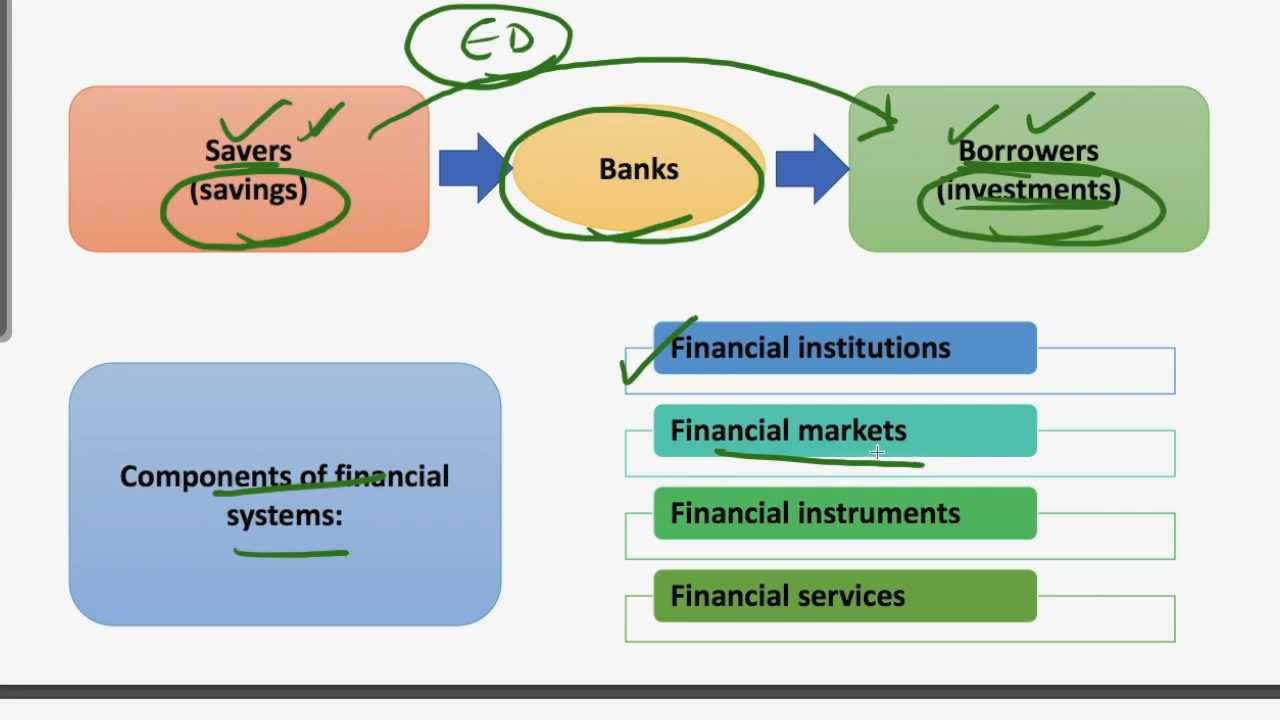 ED
Savers
(savings)
Banks
Borrowers
(investments)
Components of financial
systems:
Financial institutions
Financial markets
Financial instruments
Financial services